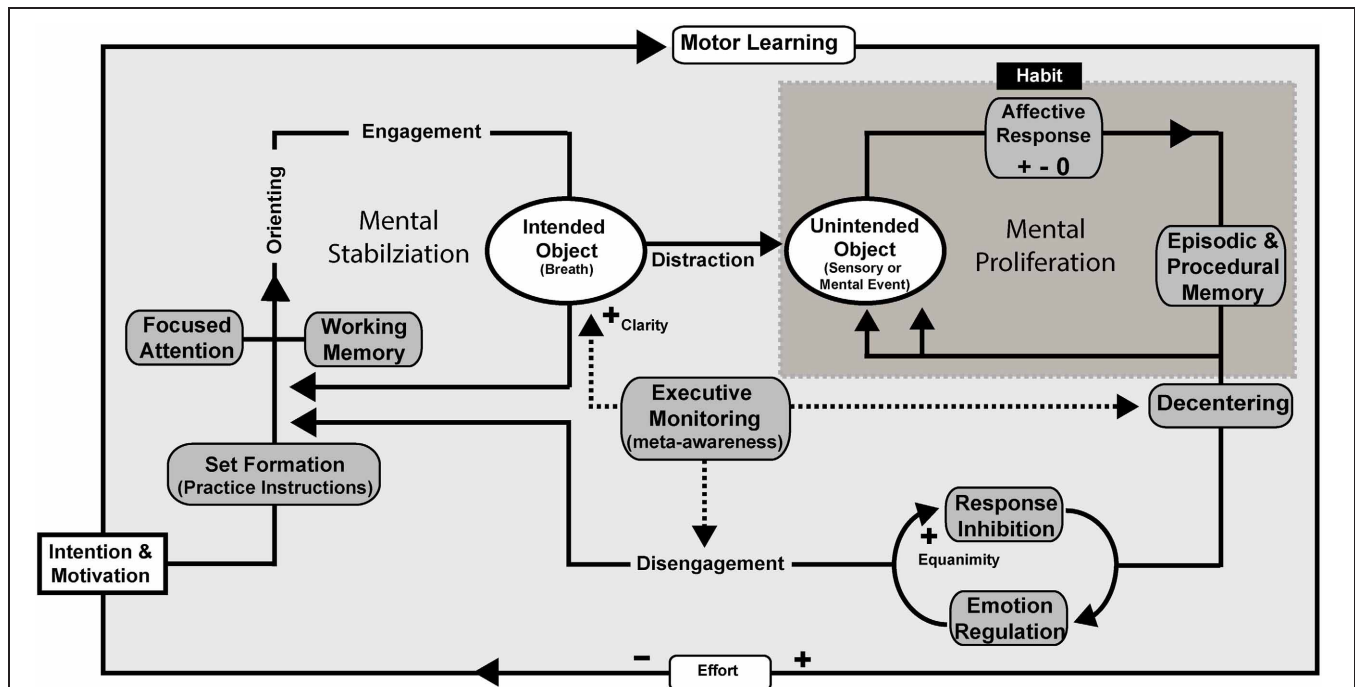 Motor Learning
Habit
Affective
Response
+ - 0
Engagement
Orienting
Mental
Stabilziation
Intended
Object
(Breath)
Distraction
Unintended
Object
(Sensory or
Mental Event)
Mental
Proliferation
Episodic &
Procedural
Memory
Focused
Attention
Working
Memory
+
Clarity
Executive
Monitoring
(meta-awareness)
Decentering
Set Formation
(Practice Instructions)
Response
Inhibition
+
Equanimity
Emotion
Regulation
Disengagement
Intention &
Motivation
- Effort +